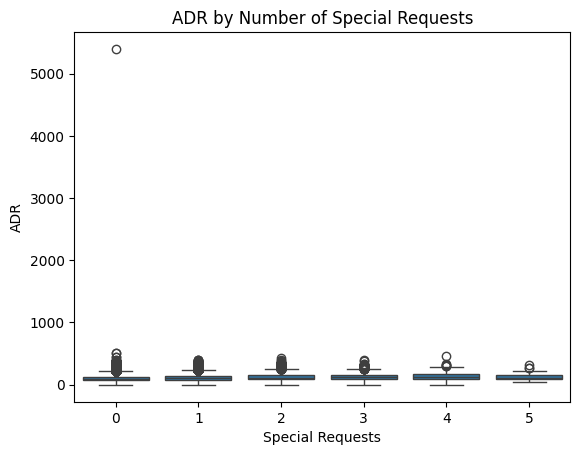 ADR by Number of Special Requests
5000
4000
3000
2000
1000
0
ADR
0 1 2 3 4 5
Special Requests